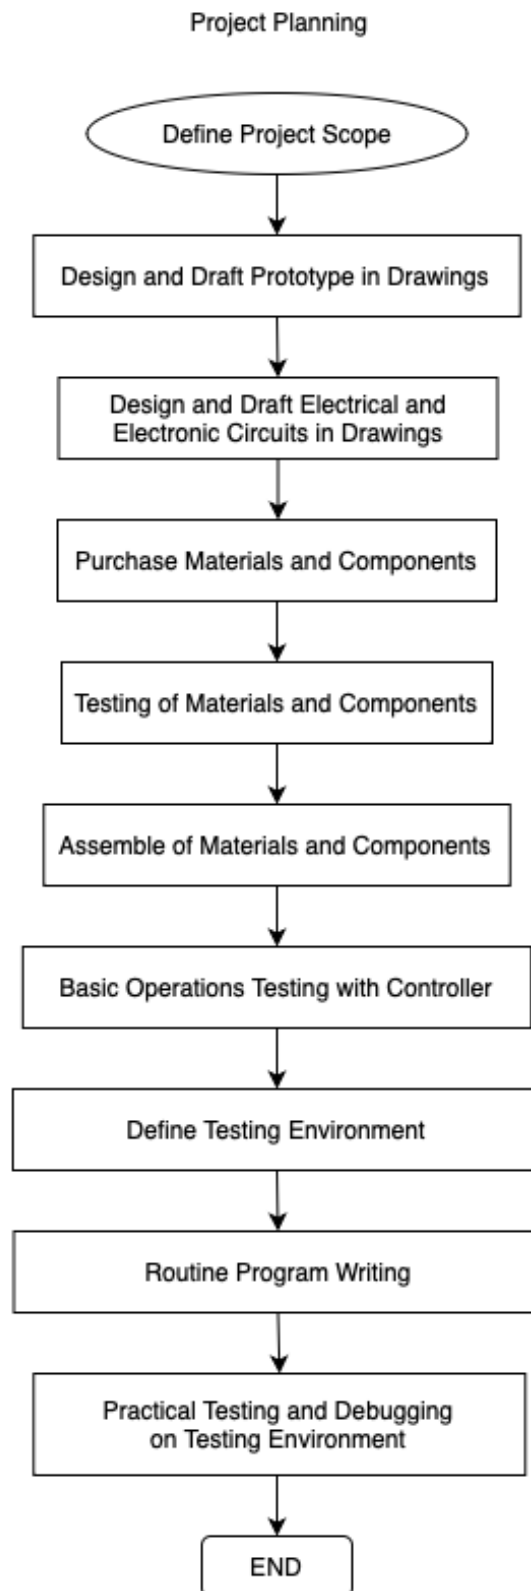 Project Planning
Define Project Scope
Design and Draft Prototype in Drawings
Design and Draft Electrical and
Electronic Circuits in Drawings
Purchase Materials and Components
Testing of Materials and Components
Assemble of Materials and Components
Basic Operations Testing with Controller
Define Testing Environment
Routine Program Writing
Practical Testing and Debugging
on Testing Environment
END